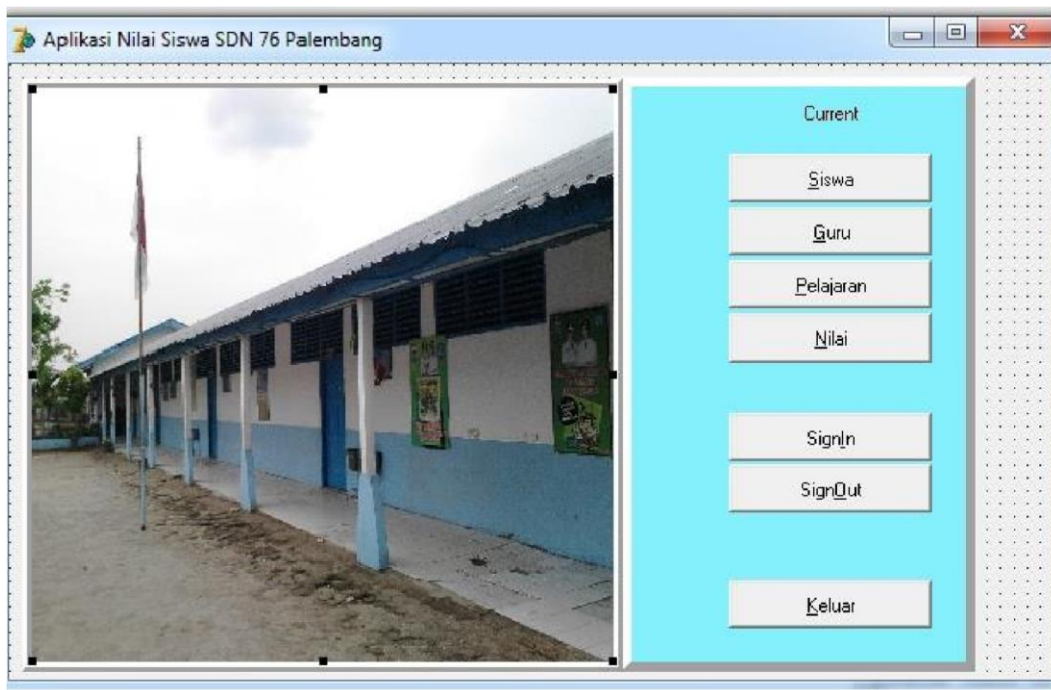 Aplikasi Nilai Siswa SDN 76 Palembang
Current
Siswa
Guru
Pelajaran
Nilai
SignIn
SignOut
Keluar